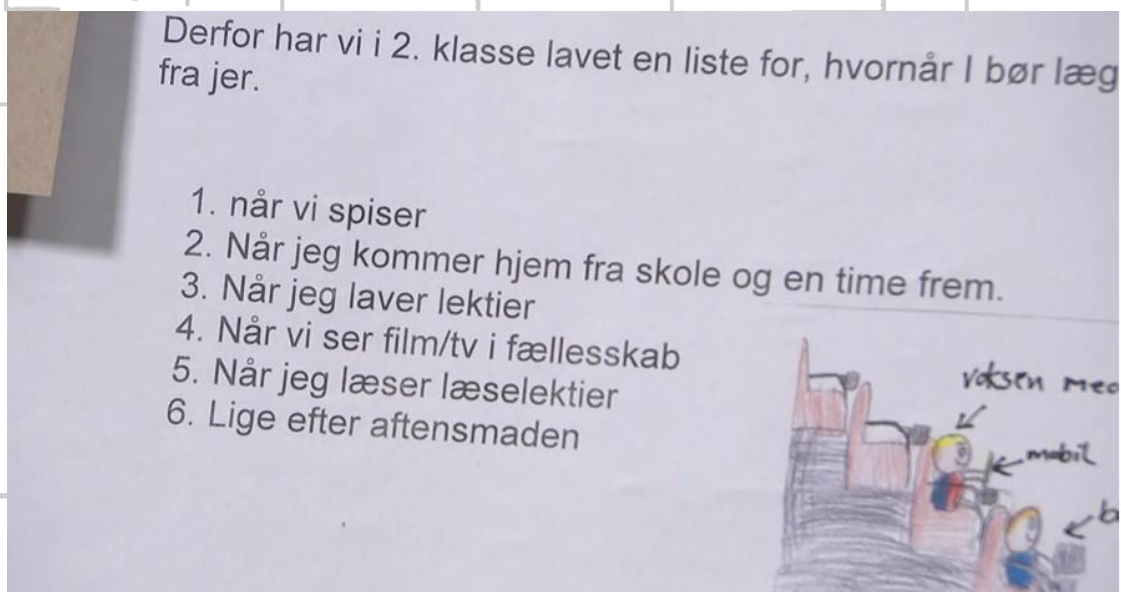 Derfor har vi i 2. klasse lavet en liste for, hvornår I bør læg
fra jer.
1. når vi spiser
2. Når jeg kommer hjem fra skole og en time frem.
3. Når jeg laver lektier
4. Når vi ser film/tv i fællesskab
5. Når jeg læser læselektier
6. Lige efter aftensmaden
voksen med
mobil
b